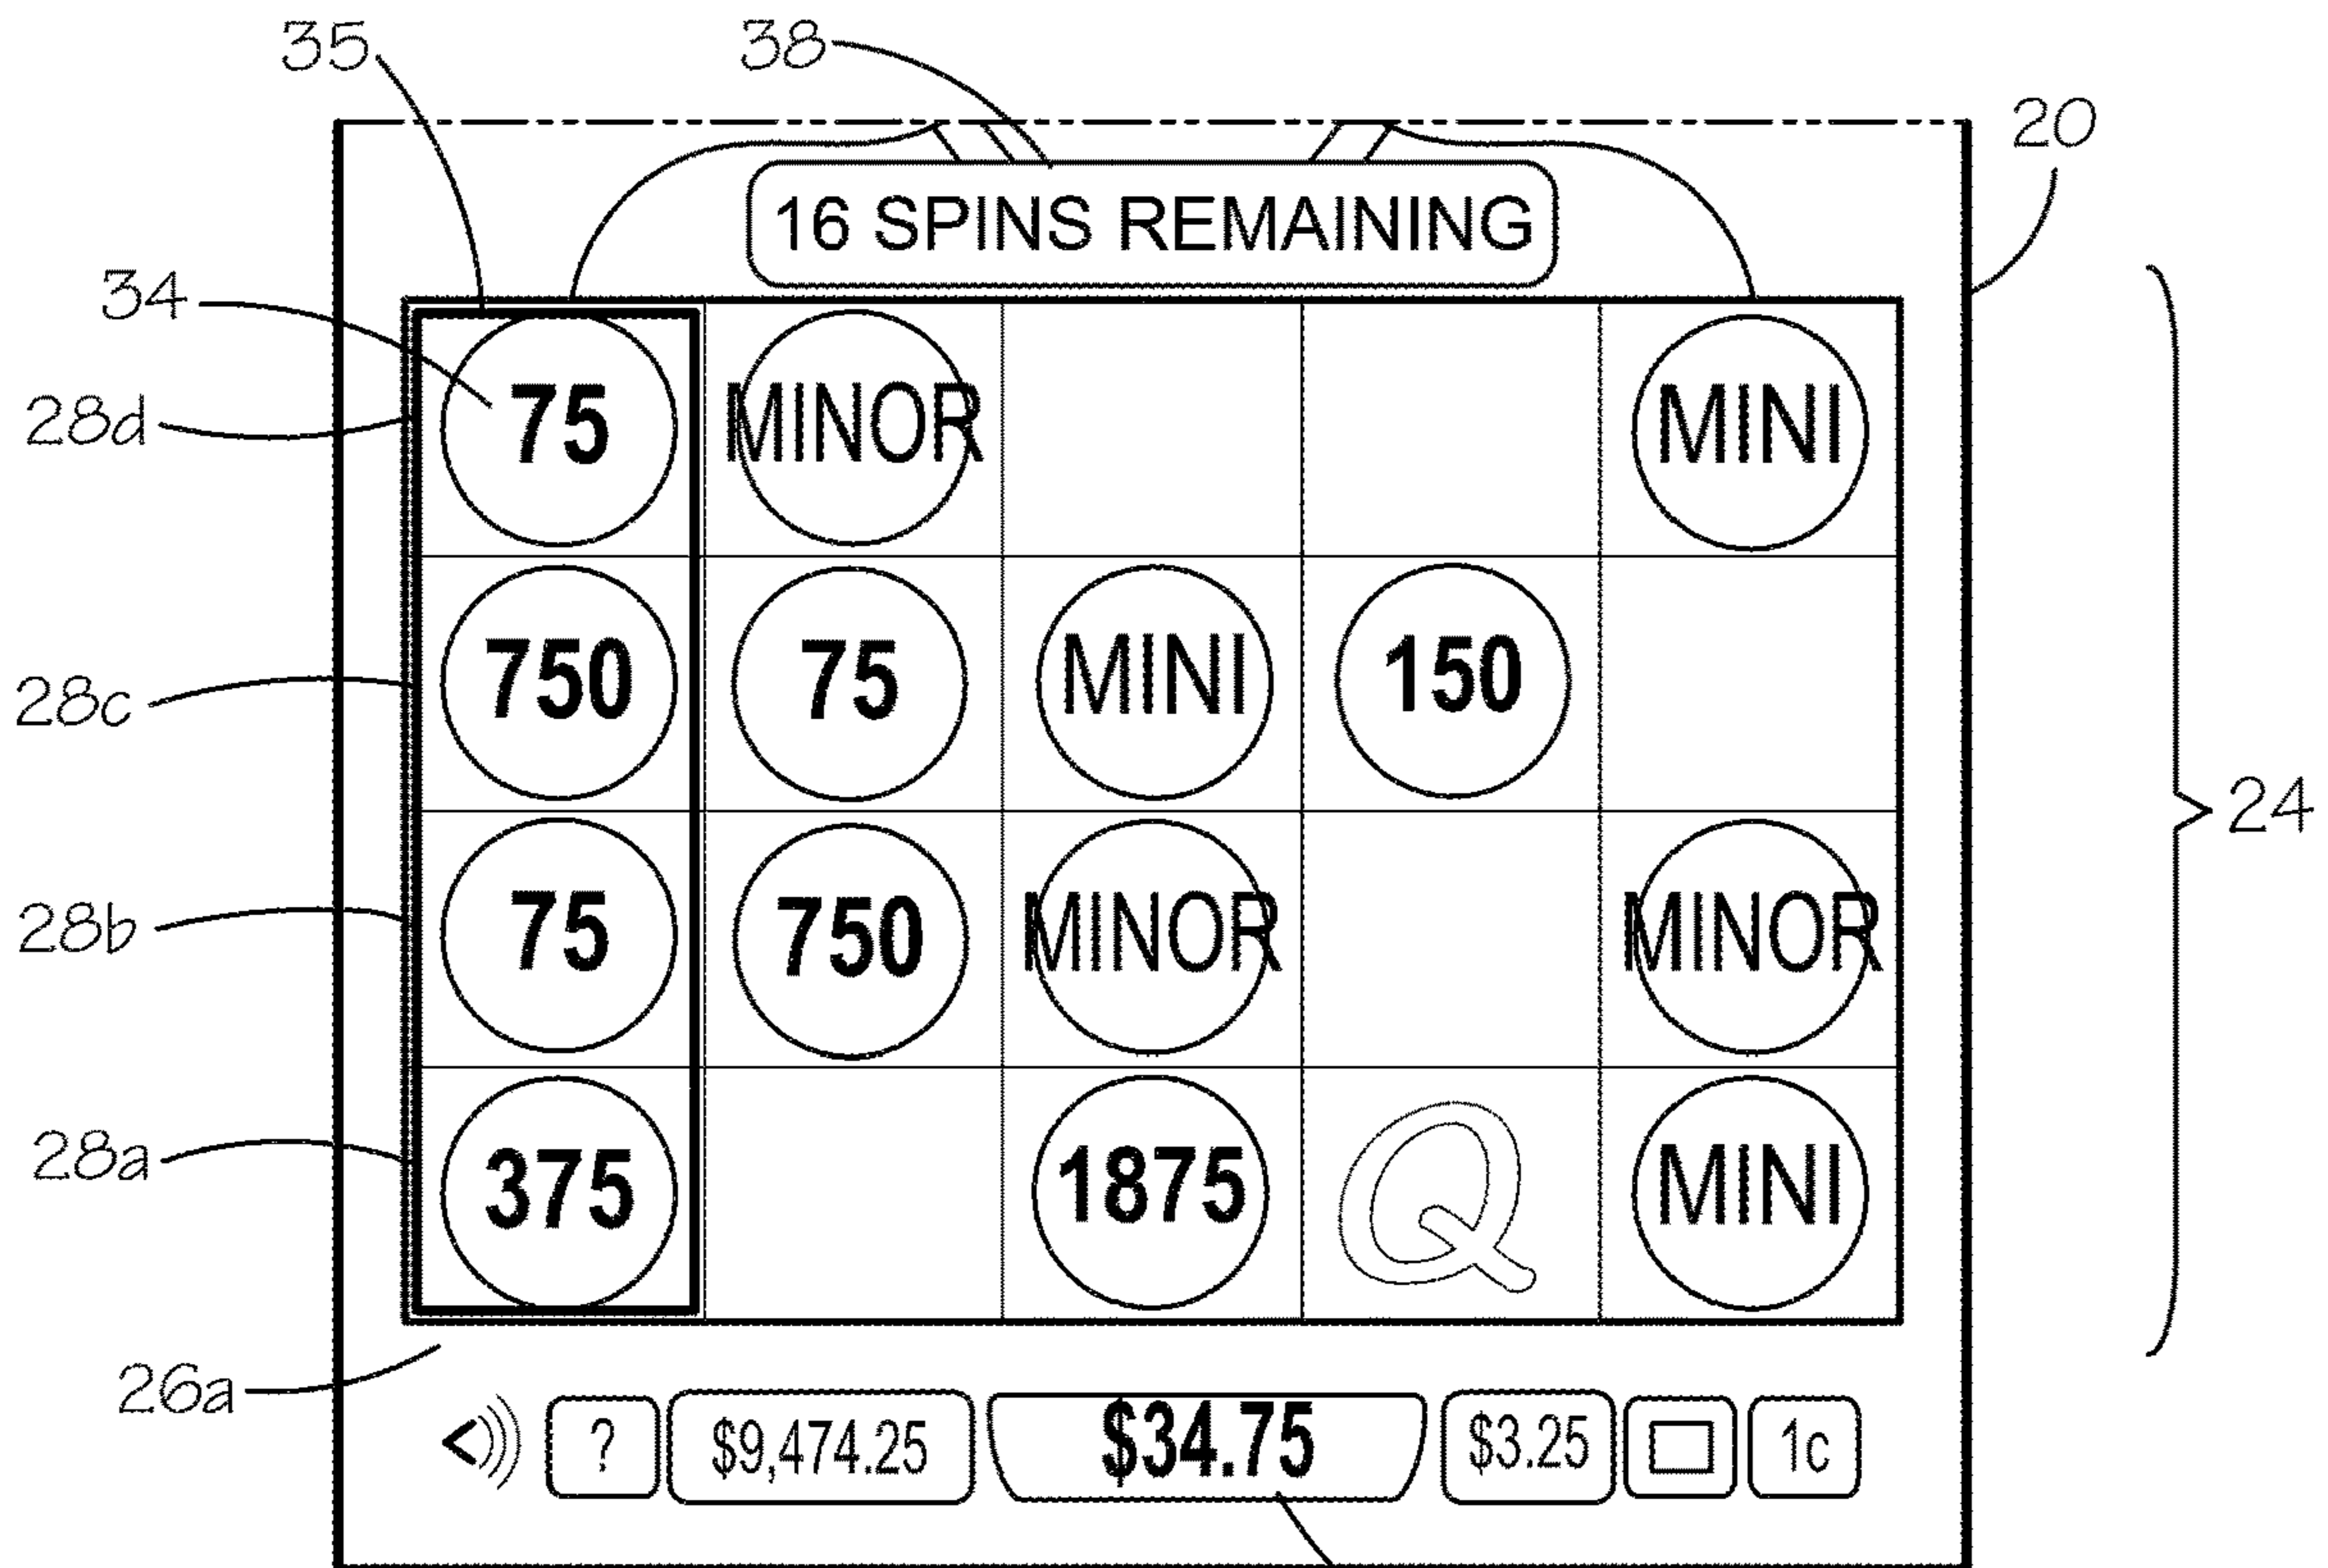 35 38
20
16 SPINS REMAINING
34
28d 75 MINOR MINI
28c 750 75 MINI 150
24
28b 75 750 MINOR MINOR
28a 375 1875 Q MINI
26a
? $9,474.25 $34.75 $3.25 1c